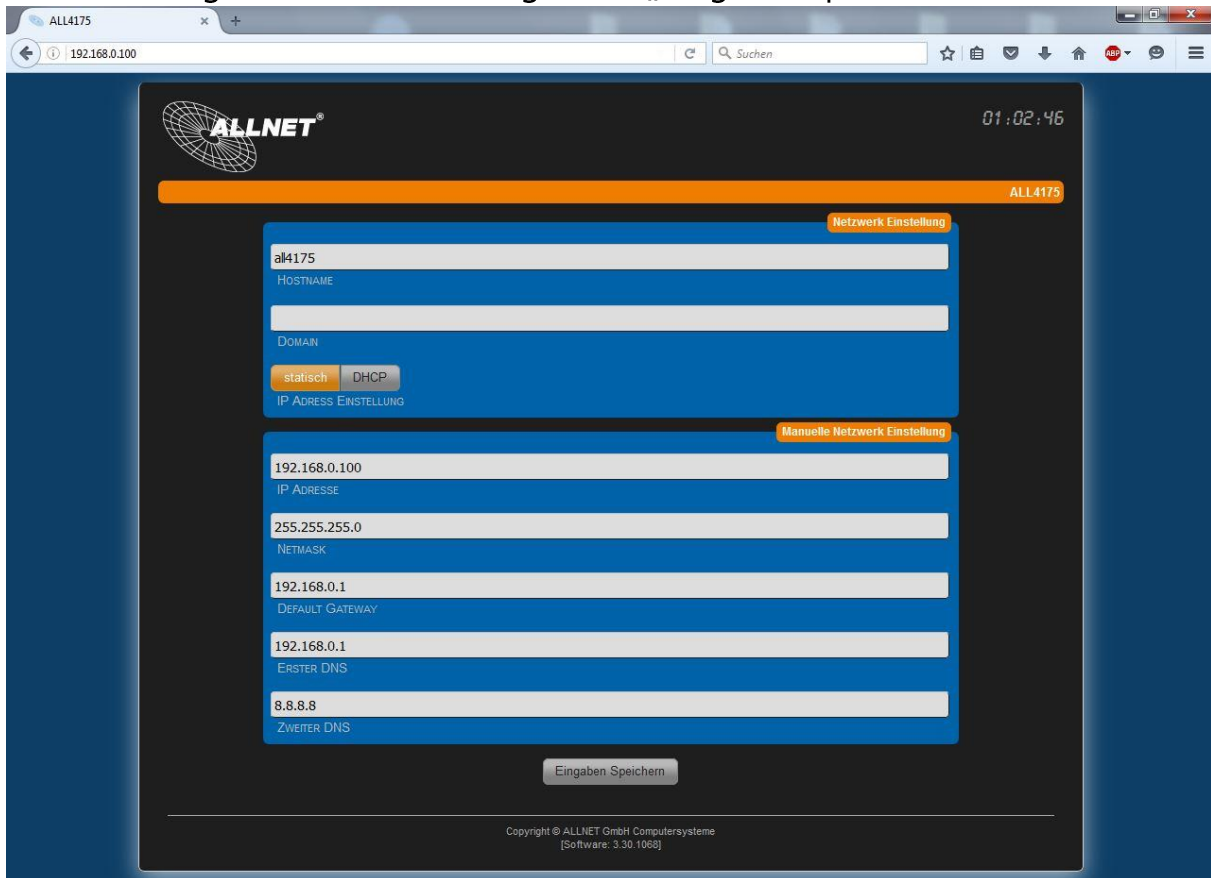 ALL4175
192.168.0.100
Suchen
ABP
ALLNET®
01:02:46
ALL4175
Netzwerk Einstellung
all4175
HOSTNAME
DOMAIN
statisch DHCP
IP ADRESS EINSTELLUNG
Manuelle Netzwerk Einstellung
192.168.0.100
IP ADRESSE
255.255.255.0
NETMASK
192.168.0.1
DEFAULT GATEWAY
192.168.0.1
ERSTER DNS
8.8.8.8
ZWEITER DNS
Eingaben Speichern
Copyright © ALLNET GmbH Computersysteme
[Software: 3.30.1068]